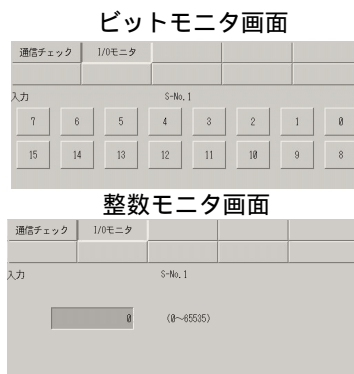 ビットモニタ画面
通信チェック I/Oモニタ
入力 S-No.1
7 6 5 4 3 2 1 0
15 14 13 12 11 10 9 8
整数モニタ画面
通信チェック I/Oモニタ
入力 S-No.1
0 (0～65535)